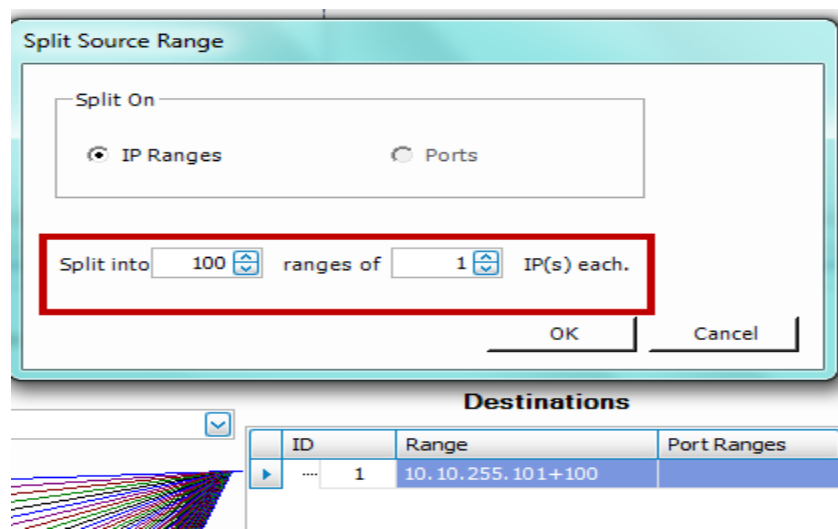 Split Source Range
Split On
IP Ranges
Ports
Split into 100 ranges of 1 IP(s) each.
OK Cancel
Destinations
ID Range Port Ranges
1 10.10.255.101+100